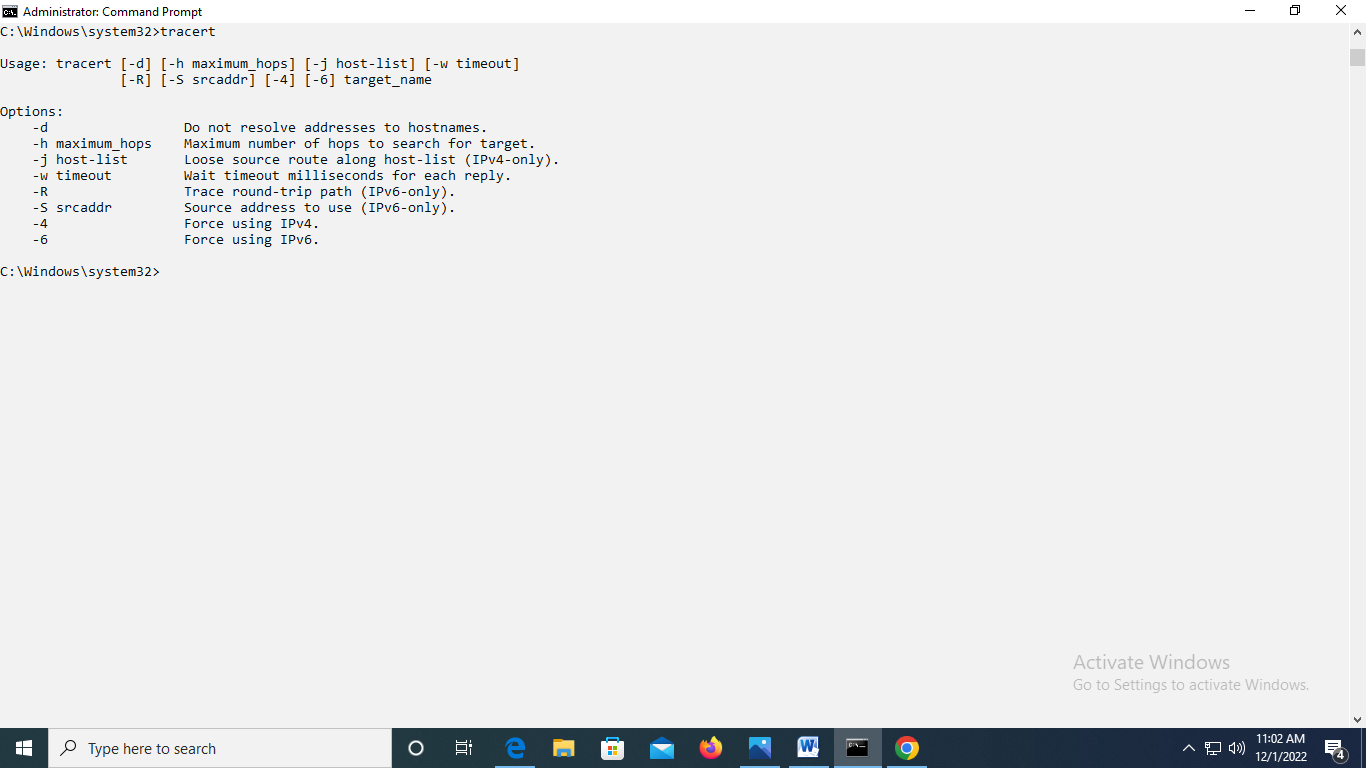 Administrator: Command Prompt
C:\Windows\system32>tracert
Usage: tracert [-d] [-h maximum_hops] [-j host-list] [-w timeout]
               [-R] [-S srcaddr] [-4] [-6] target_name
Options:
    -d                 Do not resolve addresses to hostnames.
    -h maximum_hops    Maximum number of hops to search for target.
    -j host-list       Loose source route along host-list (IPv4-only).
    -w timeout         Wait timeout milliseconds for each reply.
    -R                 Trace round-trip path (IPv6-only).
    -S srcaddr         Source address to use (IPv6-only).
    -4                 Force using IPv4.
    -6                 Force using IPv6.
C:\Windows\system32>
Activate Windows
Go to Settings to activate Windows.
Type here to search
11:02 AM
12/1/2022
4